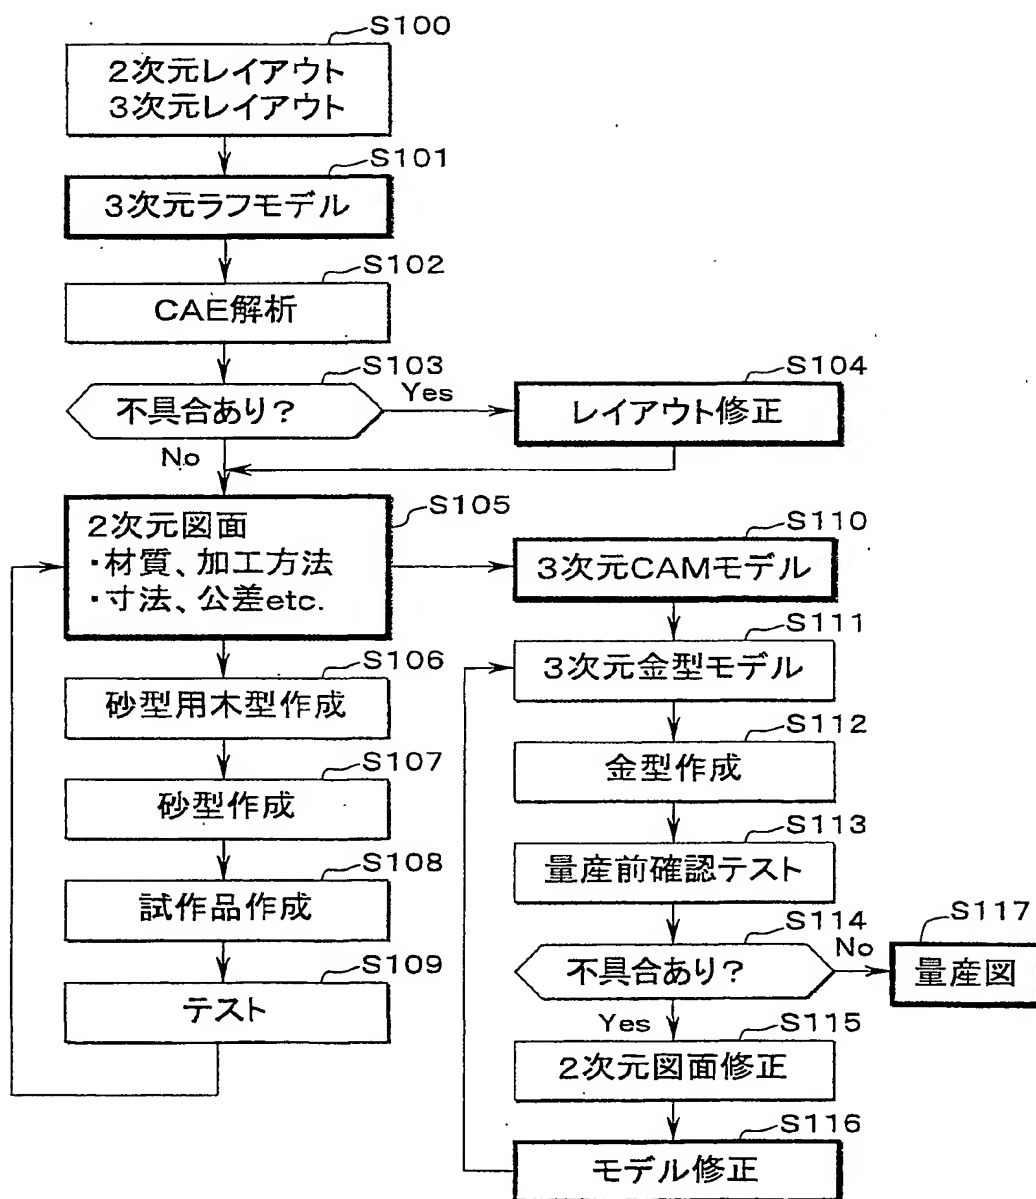 S100
2次元レイアウト
3次元レイアウト
S101
3次元ラフモデル
S102
CAE解析
S103
不具合あり?
Yes
No
S104
レイアウト修正
S105
2次元図面
・材質、加工方法
・寸法、公差etc.
S106
砂型用木型作成
S107
砂型作成
S108
試作品作成
S109
テスト
S110
3次元CAMモデル
S111
3次元金型モデル
S112
金型作成
S113
量産前確認テスト
S114
不具合あり?
No
Yes
S117
量産図
S115
2次元図面修正
S116
モデル修正